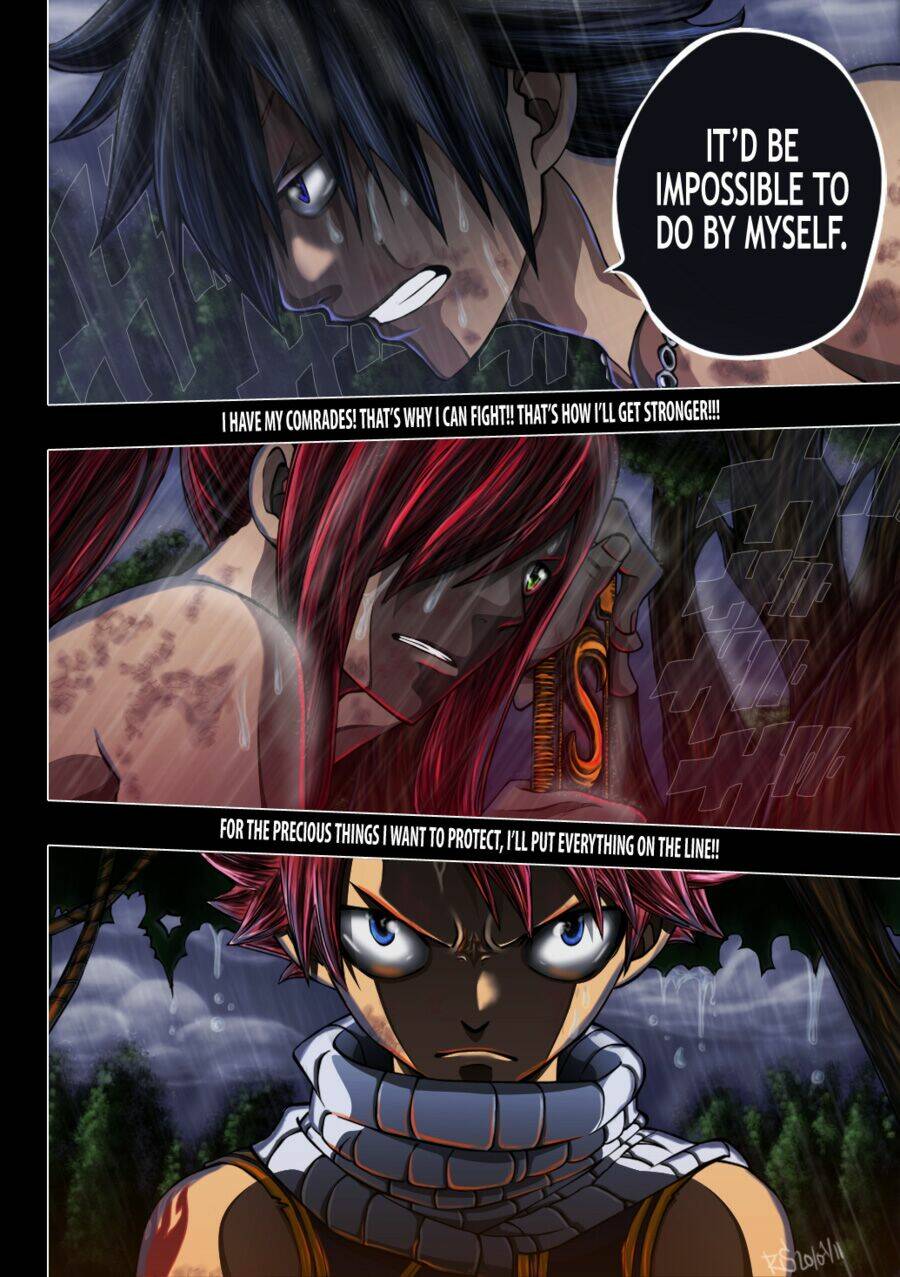 IT'D BE
IMPOSSIBLE TO
DO BY MYSELF.
I HAVE MY COMRADES! THAT'S WHY I CAN FIGHT!! THAT'S HOW I'LL GET STRONGER!!!
S
FOR THE PRECIOUS THINGS I WANT TO PROTECT, I'LL PUT EVERYTHING ON THE LINE!!